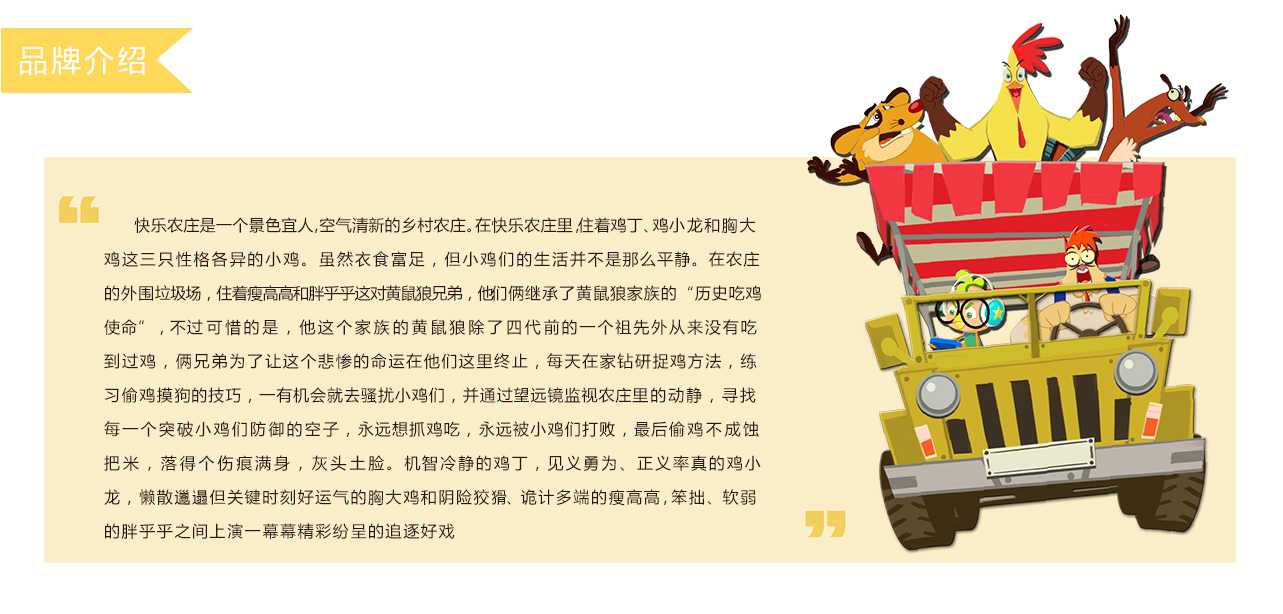 品牌介绍
快乐农庄是一个景色宜人,空气清新的乡村农庄。在快乐农庄里,住着鸡丁、鸡小龙和胸大
鸡这三只性格各异的小鸡。虽然衣食富足，但小鸡们的生活并不是那么平静。在农庄
的外围垃圾场，住着瘦高高和胖乎乎这对黄鼠狼兄弟，他们俩继承了黄鼠狼家族的“历史吃鸡
使命”，不过可惜的是，他这个家族的黄鼠狼除了四代前的一个祖先外从来没有吃
到过鸡，俩兄弟为了让这个悲惨的命运在他们这里终止，每天在家钻研捉鸡方法，练
习偷鸡摸狗的技巧，一有机会就去骚扰小鸡们，并通过望远镜监视农庄里的动静，寻找
每一个突破小鸡们防御的空子，永远想抓鸡吃，永远被小鸡们打败，最后偷鸡不成蚀
把米，落得个伤痕满身，灰头土脸。机智冷静的鸡丁，见义勇为、正义率真的鸡小
龙，懒散邋遢但关键时刻好运气的胸大鸡和阴险狡猾、诡计多端的瘦高高,笨拙、软弱
的胖乎乎之间上演一幕幕精彩纷呈的追逐好戏